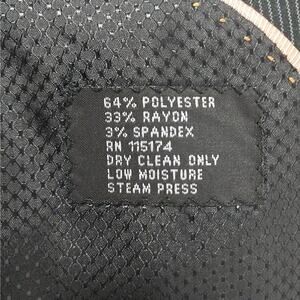 64% POLYESTER
33% RAYON
3% SPANDEX
RN 115174
DRY CLEAN ONLY
LOW MOISTURE
STEAM PRESS